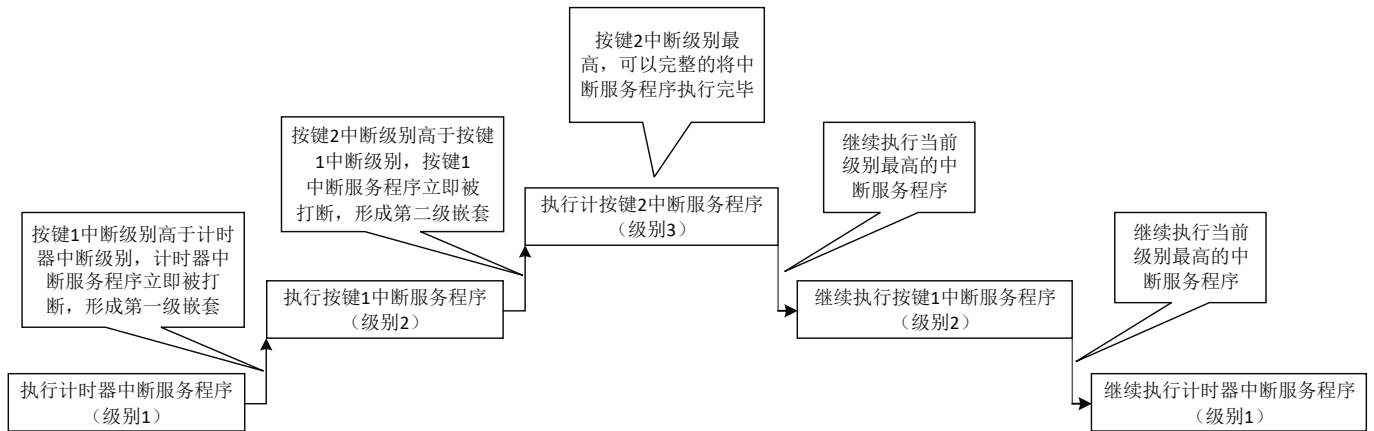 按键2中断级别最
高，可以完整的将中
断服务程序执行完毕
按键2中断级别高于按键
1中断级别，按键1
中断服务程序立即被
打断，形成第二级嵌套
继续执行当前
级别最高的中
断服务程序
执行计按键2中断服务程序
（级别3）
按键1中断级别高于计时
器中断级别，计时器中
断服务程序立即被打
断，形成第一级嵌套
继续执行当前
级别最高的中
断服务程序
执行按键1中断服务程序
（级别2）
继续执行按键1中断服务程序
（级别2）
执行计时器中断服务程序
（级别1）
继续执行计时器中断服务程序
（级别1）